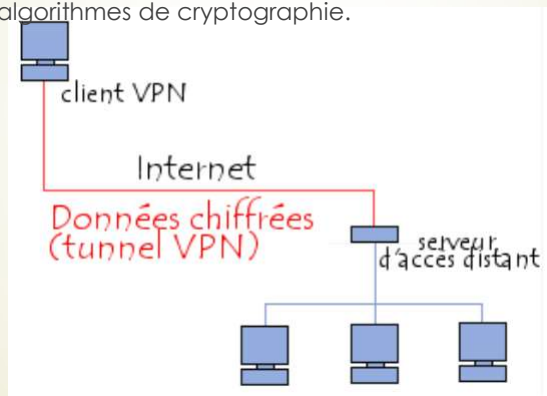 algorithmes de cryptographie.
client VPN
Internet
Données chiffrées
(tunnel VPN)
serveur
d'accès distant